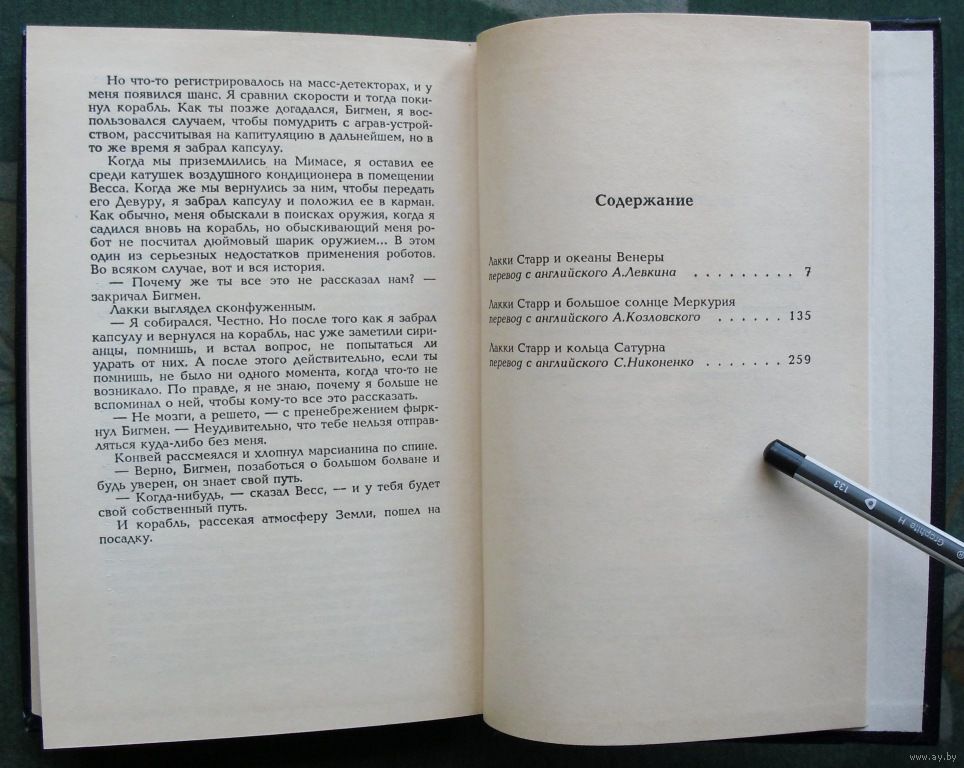 Но что-то регистрировалось на масс-детекторах, и у
меня появился шанс. Я сравнил скорости и тогда поки-
нул корабль. Как ты позже догадался, Бигмен, я вос-
пользовался случаем, чтобы помудрить с аграв-устрой-
ством, рассчитывая на капитуляцию в дальнейшем, но в
то же время я забрал капсулу.
Когда мы приземлились на Мимасе, я оставил ее
среди катушек воздушного кондиционера в помещении
Весса. Когда же мы вернулись за ним, чтобы передать
его Девуру, я забрал капсулу и положил ее в карман.
Как обычно, меня обыскали в поисках оружия, когда я
садился вновь на корабль, но обыскивающий меня ро-
бот не посчитал дюймовый шарик оружием... В этом
один из серьезных недостатков применения роботов.
Во всяком случае, вот и вся история.
— Почему же ты все это не рассказал нам? —
закричал Бигмен.
Лакки выглядел сконфуженным.
— Я собирался. Честно. Но после того как я забрал
капсулу и вернулся на корабль, нас уже заметили сири-
анцы, помнишь, и встал вопрос, не попытаться ли
удрать от них. А после этого действительно, если ты
помнишь, не было ни одного момента, когда что-то не
возникало. По правде, я не знаю, почему я больше не
вспоминал о ней, чтобы кому-то все это рассказать.
— Не мозги, а решето, — с пренебрежением фырк-
нул Бигмен. — Неудивительно, что тебе нельзя отправ-
ляться куда-либо без меня.
Конвей рассмеялся и хлопнул марсианина по спине.
— Верно, Бигмен, позаботься о большом болване и
будь уверен, он знает свой путь.
— Когда-нибудь, — сказал Весс, — и у тебя будет
свой собственный путь.
И корабль, рассекая атмосферу Земли, пошел на
посадку.
Содержание
Лакки Старр и океаны Венеры
перевод с английского А.Левкина . . . . . . . . . 7
Лакки Старр и большое солнце Меркурия
перевод с английского А.Козловского . . . . . . 135
Лакки Старр и кольца Сатурна
перевод с английского С.Никоненко . . . . . . . 259
133
Graphite H
www.ay.by